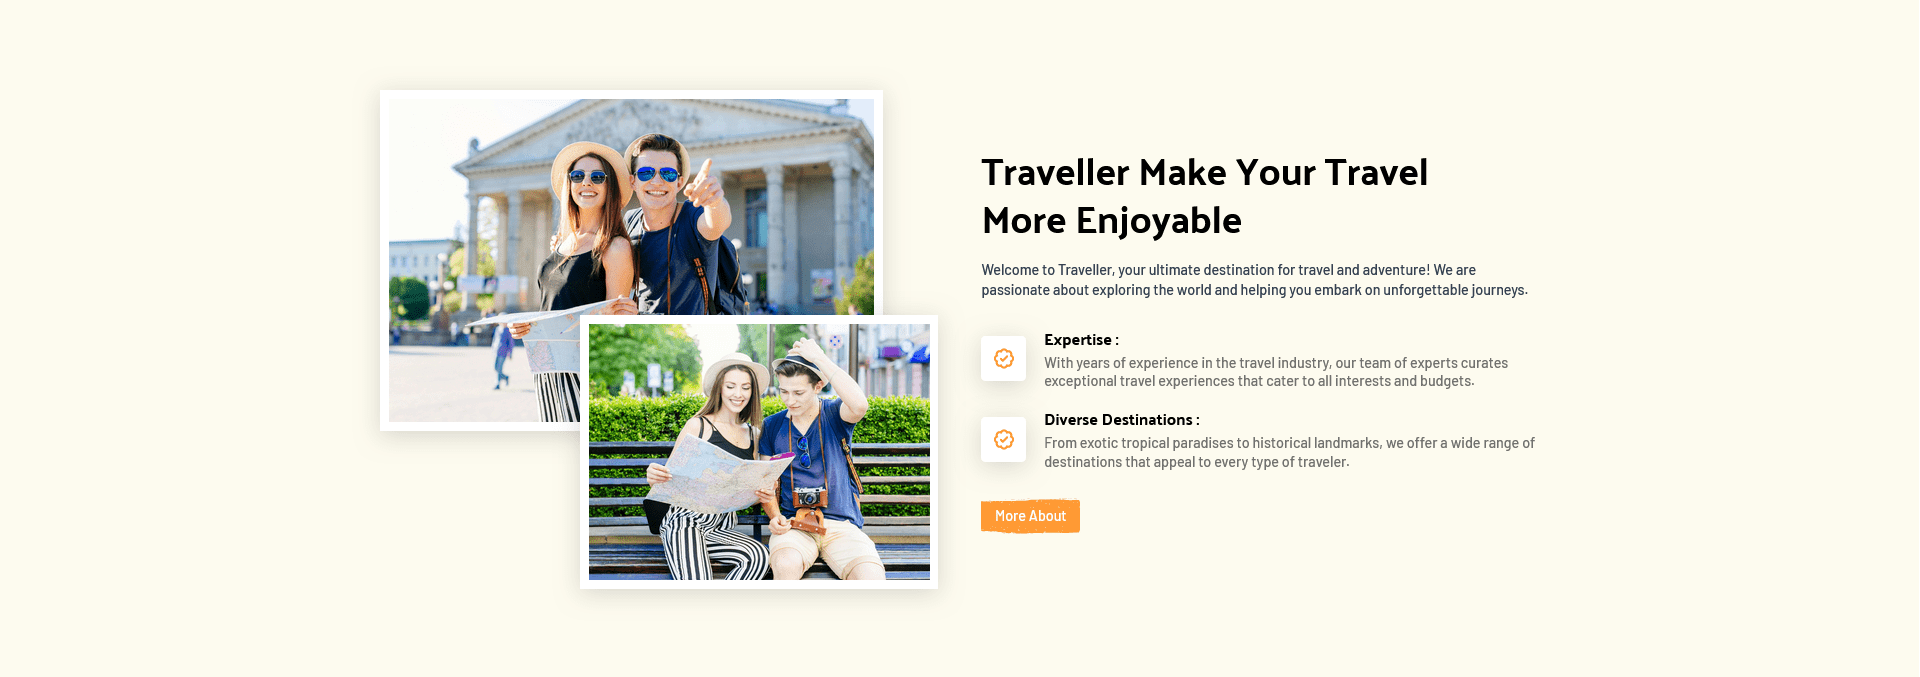 Traveller Make Your Travel
More Enjoyable
Welcome to Traveller, your ultimate destination for travel and adventure! We are
passionate about exploring the world and helping you embark on unforgettable journeys.
Expertise :
With years of experience in the travel industry, our team of experts curates
exceptional travel experiences that cater to all interests and budgets.
Diverse Destinations :
From exotic tropical paradises to historical landmarks, we offer a wide range of
destinations that appeal to every type of traveler.
More About